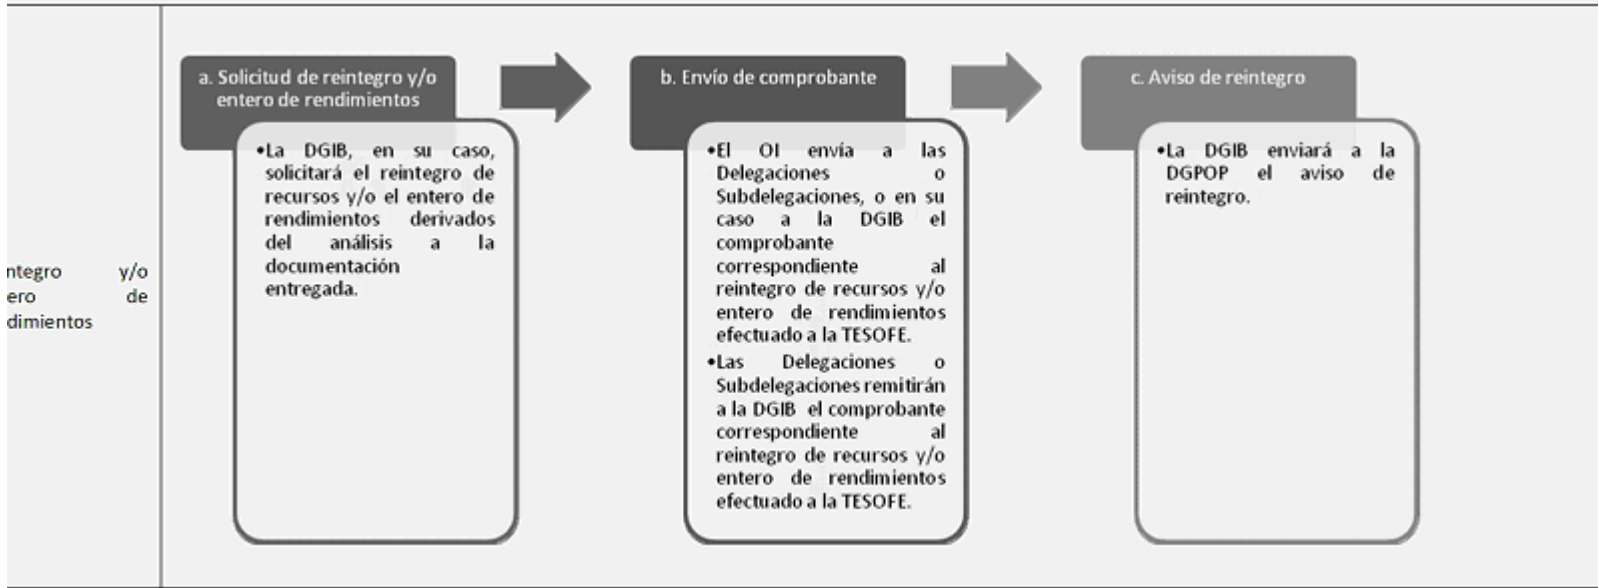 ntegro y/o
ero de
dimientos
a. Solicitud de reintegro y/o
entero de rendimientos
•La DGIB, en su caso,
solicitará el reintegro de
recursos y/o el entero de
rendimientos derivados
del análisis a la
documentación
entregada.
b. Envío de comprobante
•El OI envía a las
Delegaciones o
Subdelegaciones, o en su
caso a la DGIB el
comprobante
correspondiente al
reintegro de recursos y/o
entero de rendimientos
efectuado a la TESOFE.
•Las Delegaciones o
Subdelegaciones remitirán
a la DGIB el comprobante
correspondiente al
reintegro de recursos y/o
entero de rendimientos
efectuado a la TESOFE.
c. Aviso de reintegro
•La DGIB enviará a la
DGPOP el aviso de
reintegro.